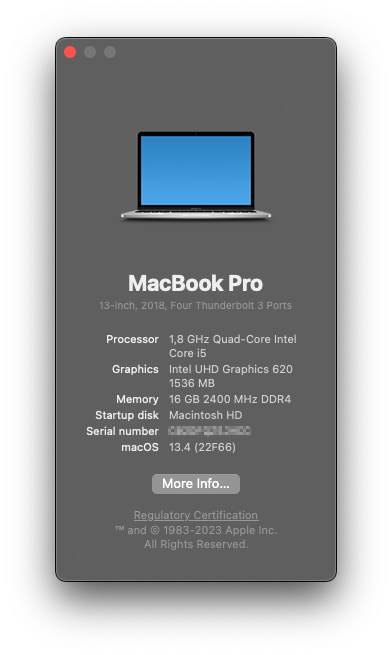 MacBook Pro
13-inch, 2018, Four Thunderbolt 3 Ports
Processor 1,8 GHz Quad-Core Intel
Core i5
Graphics Intel UHD Graphics 620
1536 MB
Memory 16 GB 2400 MHz DDR4
Startup disk Macintosh HD
Serial number
macOS 13.4 (22F66)
More Info...
Regulatory Certification
™ and © 1983-2023 Apple Inc.
All Rights Reserved.